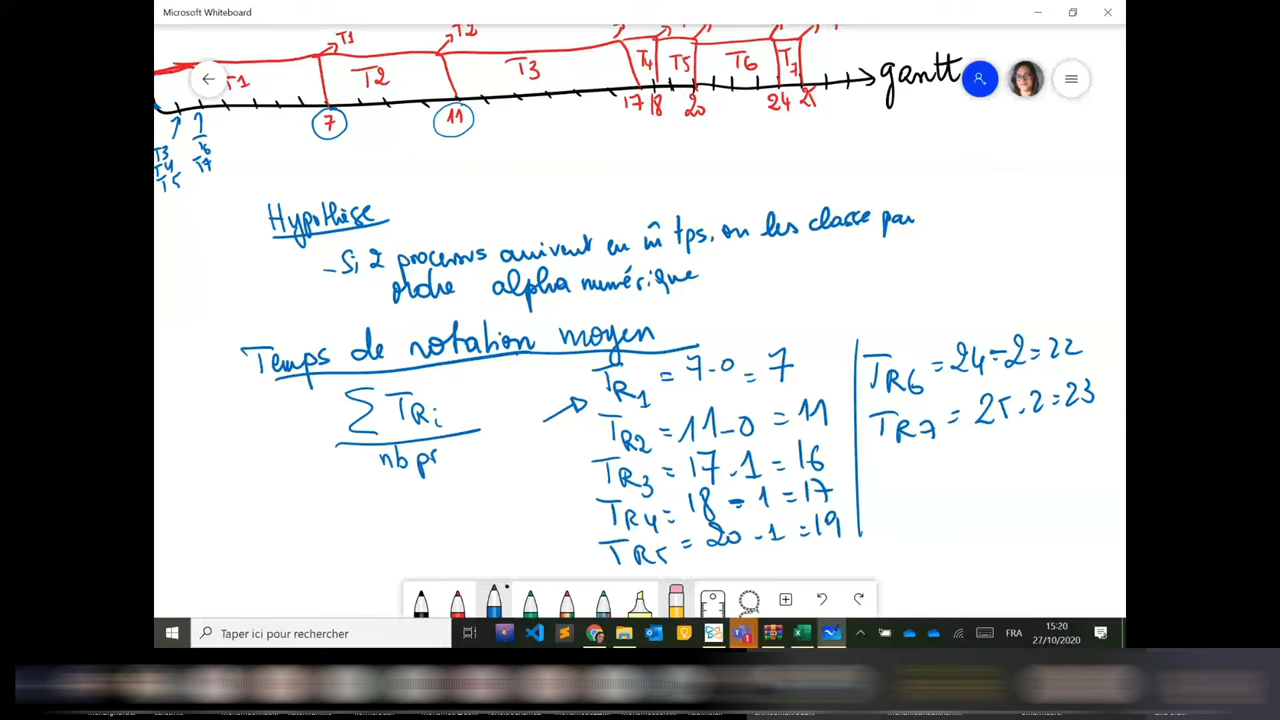 Microsoft Whiteboard
T1 T2
T1 T2 T3 T4 T5 T6 T7 gantt
7 11 17 18 20 24 25
T3 T6
T4 T7
T5
Hypothèse
- Si 2 processus arrivent en m̂ tps, on les classe par
ordre alpha numérique
Temps de rotation moyen
∑ TRi
nb pr
TR1 = 7-0 = 7
TR2 = 11-0 = 11
TR3 = 17-1 = 16
TR4 = 18-1 = 17
TR5 = 20-1 = 19
TR6 = 24-2 = 22
TR7 = 25-2 = 23
Taper ici pour rechercher
FRA
15:20
27/10/2020